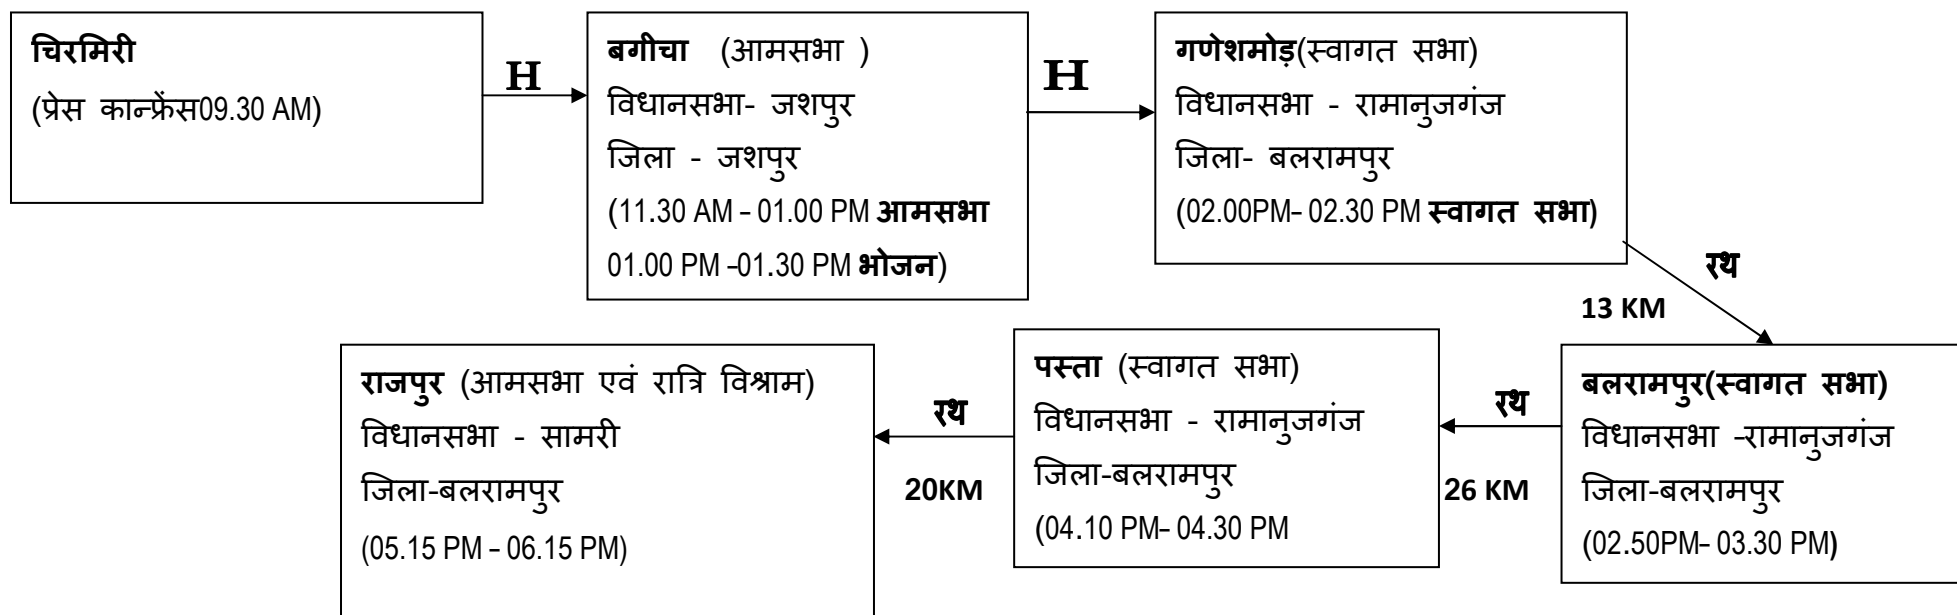 चिरमिरी
(प्रेस कान्फ्रेंस09.30 AM)
H
बगीचा (आमसभा )
विधानसभा- जशपुर
जिला - जशपुर
(11.30 AM – 01.00 PM आमसभा
01.00 PM –01.30 PM भोजन)
H
गणेशमोड़(स्वागत सभा)
विधानसभा - रामानुजगंज
जिला- बलरामपुर
(02.00PM– 02.30 PM स्वागत सभा)
रथ
13 KM
बलरामपुर(स्वागत सभा)
विधानसभा –रामानुजगंज
जिला-बलरामपुर
(02.50PM– 03.30 PM)
रथ
26 KM
पस्ता (स्वागत सभा)
विधानसभा - रामानुजगंज
जिला-बलरामपुर
(04.10 PM– 04.30 PM
रथ
20KM
राजपुर (आमसभा एवं रात्रि विश्राम)
विधानसभा - सामरी
जिला-बलरामपुर
(05.15 PM – 06.15 PM)